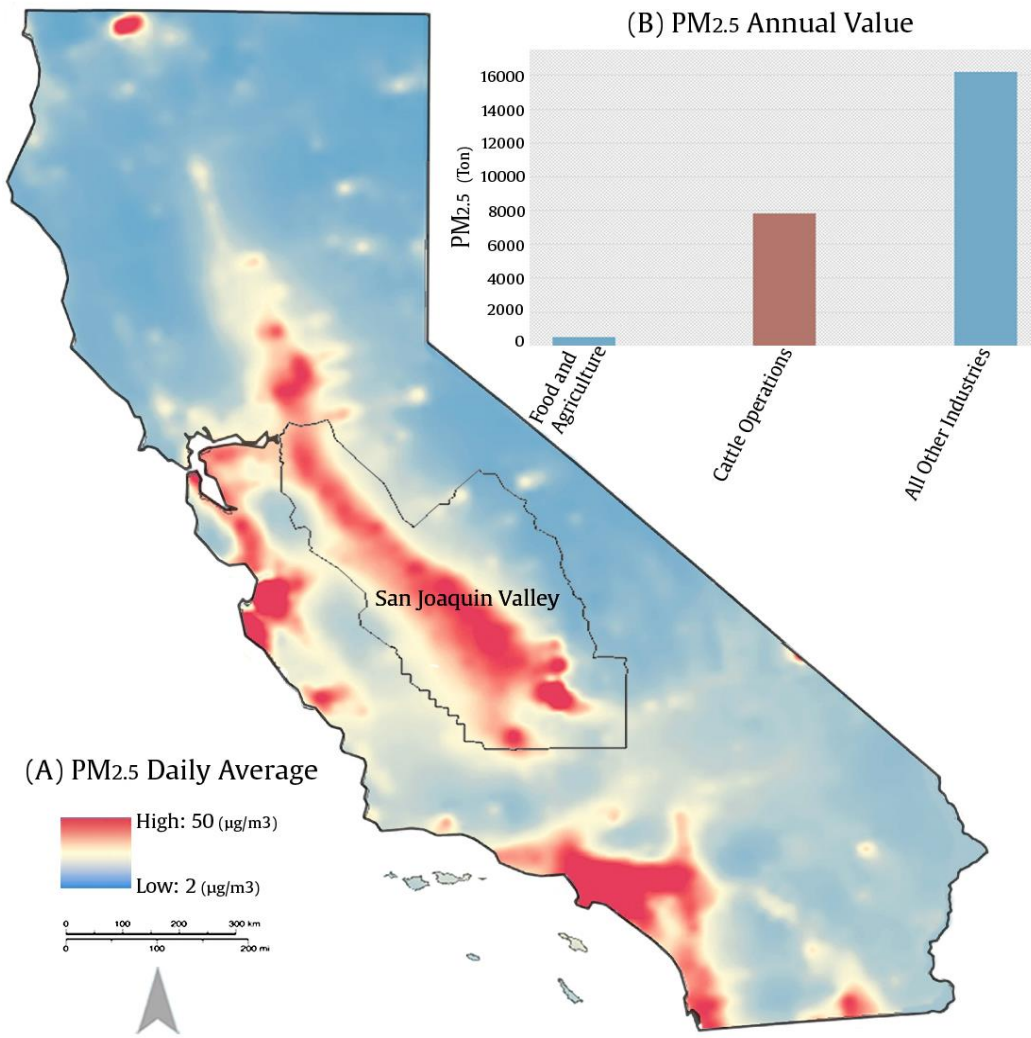 (B) PM2.5 Annual Value
PM2.5 (Ton)
16000
14000
12000
10000
8000
6000
4000
2000
0
Food and
Agriculture
Cattle Operations
All Other Industries
San Joaquin Valley
(A) PM2.5 Daily Average
High: 50 (µg/m3)
Low: 2 (µg/m3)
0 100 200 300 km
0 100 200 mi